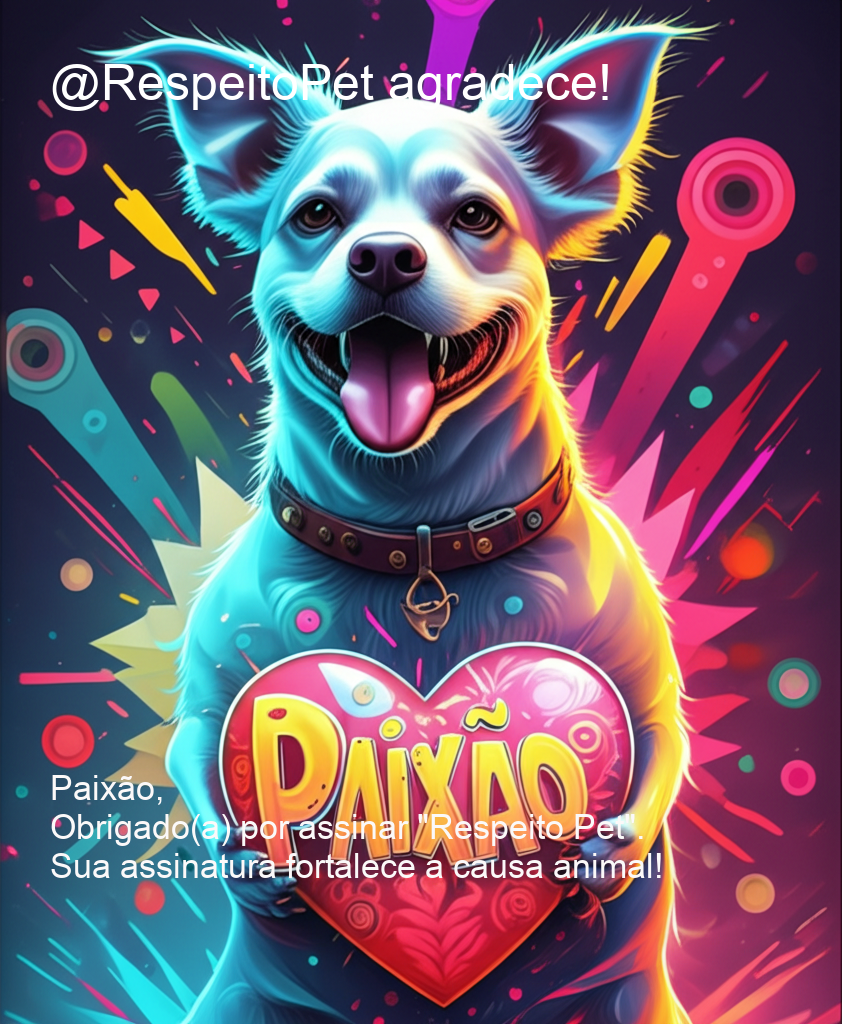 @RespeitoPet agradece!
PAIXÃO
Paixão,
Obrigado(a) por assinar "Respeito Pet".
Sua assinatura fortalece a causa animal!